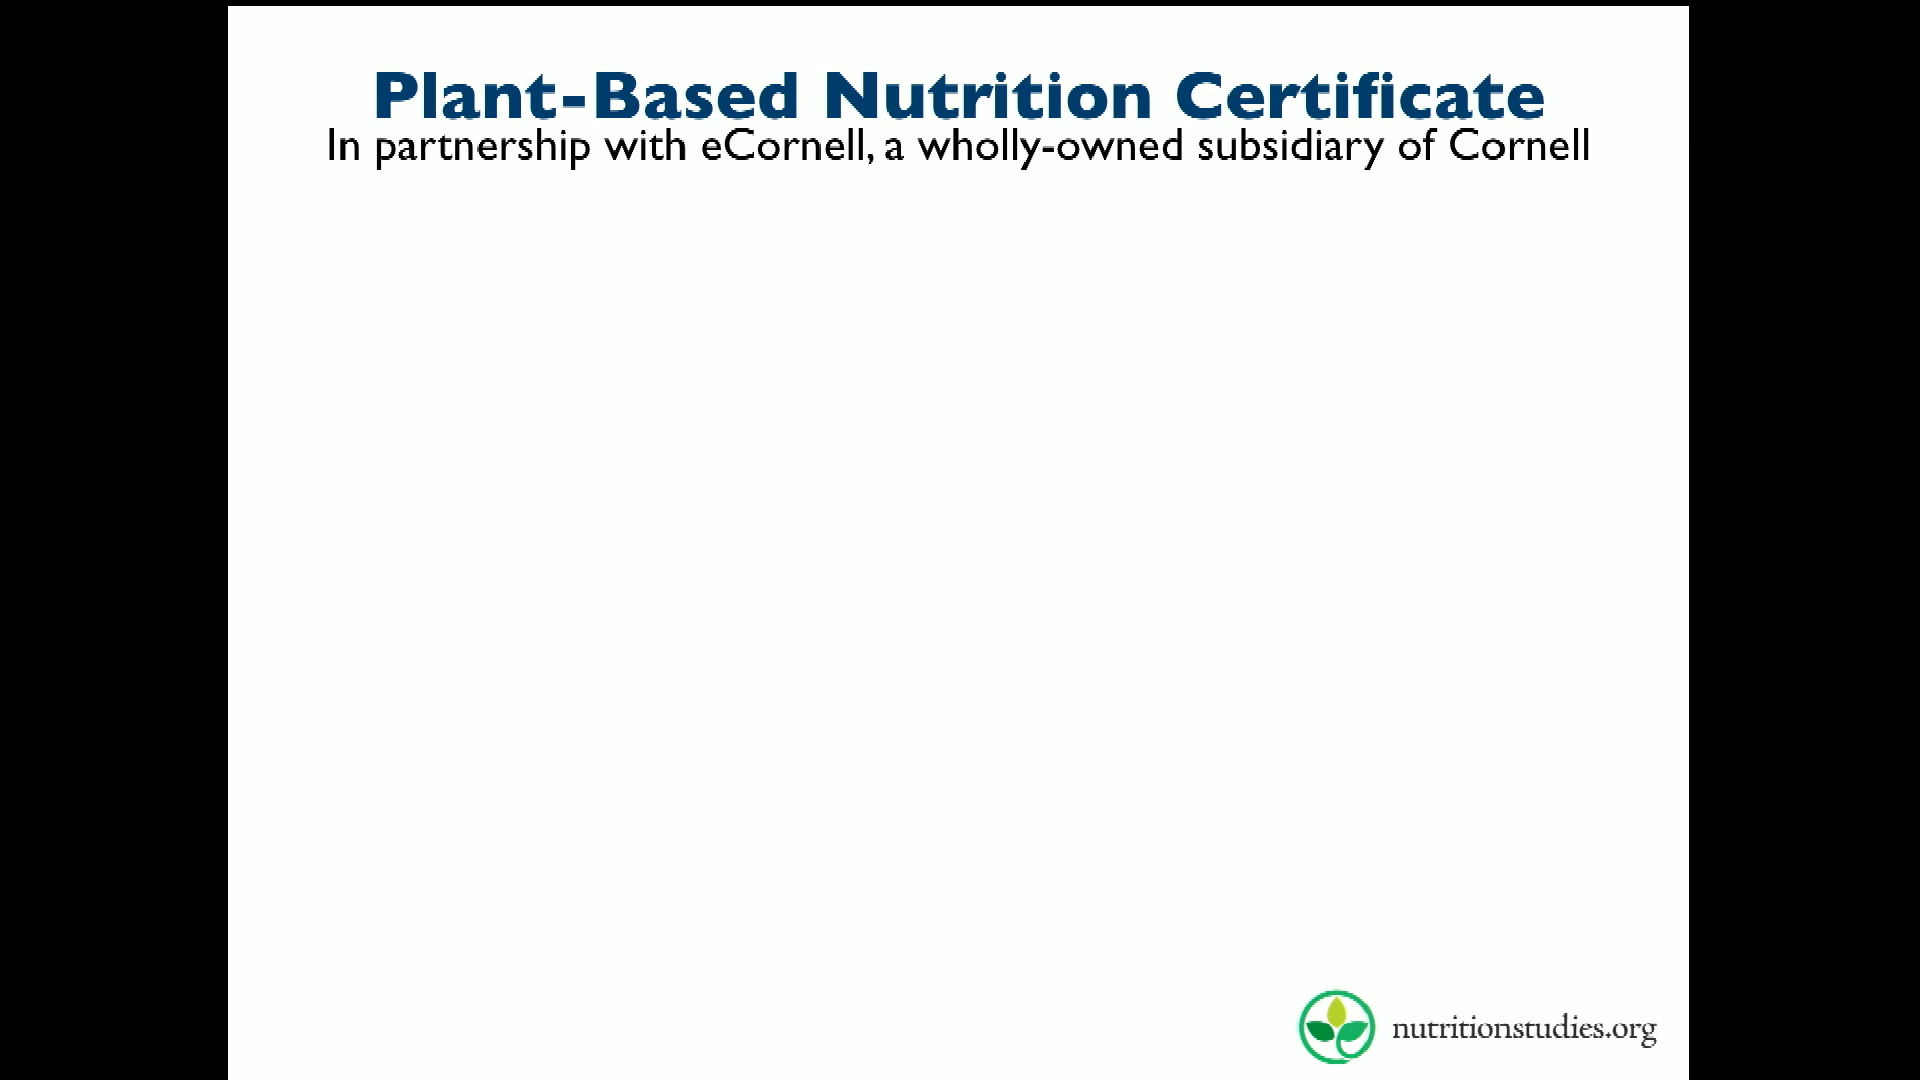 Plant-Based Nutrition Certificate
In partnership with eCornell, a wholly-owned subsidiary of Cornell
nutritionstudies.org